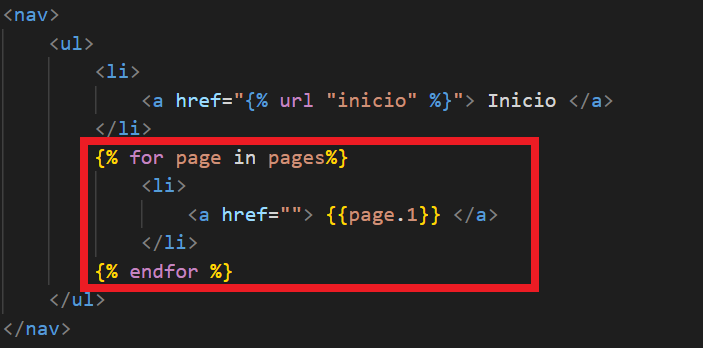 <nav>
<ul>
<li>
<a href="{% url "inicio" %}"> Inicio </a>
</li>
{% for page in pages%}
<li>
<a href=""> {{page.1}} </a>
</li>
{% endfor %}
</ul>
</nav>